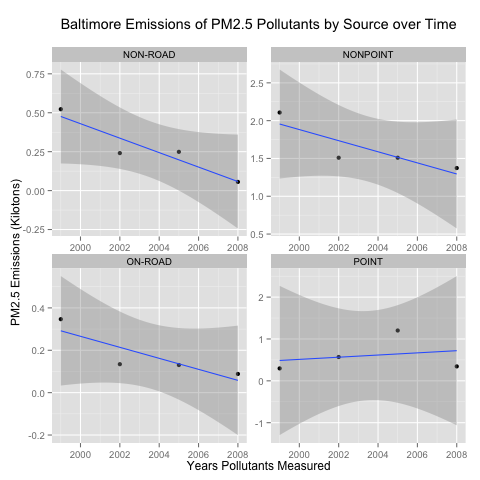 Baltimore Emissions of PM2.5 Pollutants by Source over Time
PM2.5 Emissions (Kilotons)
NON-ROAD
0.75
0.50
0.25
0.00
-0.25
2000 2002 2004 2006 2008
NONPOINT
2.5
2.0
1.5
1.0
0.5
2000 2002 2004 2006 2008
ON-ROAD
0.4
0.2
0.0
-0.2
2000 2002 2004 2006 2008
POINT
2
1
0
-1
2000 2002 2004 2006 2008
Years Pollutants Measured